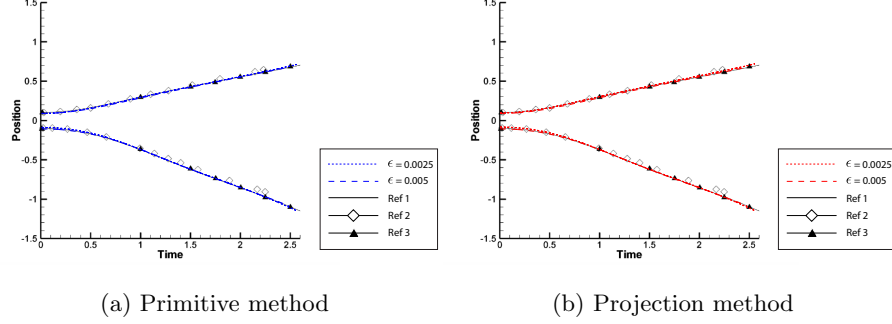 1.5
1
0.5
0
-0.5
-1
-1.5
Position
0
0.5
1
1.5
2
2.5
Time
ϵ = 0.0025
ϵ = 0.005
Ref 1
Ref 2
Ref 3
(a) Primitive method
1.5
1
0.5
0
-0.5
-1
-1.5
Position
0
0.5
1
1.5
2
2.5
Time
ϵ = 0.0025
ϵ = 0.005
Ref 1
Ref 2
Ref 3
(b) Projection method